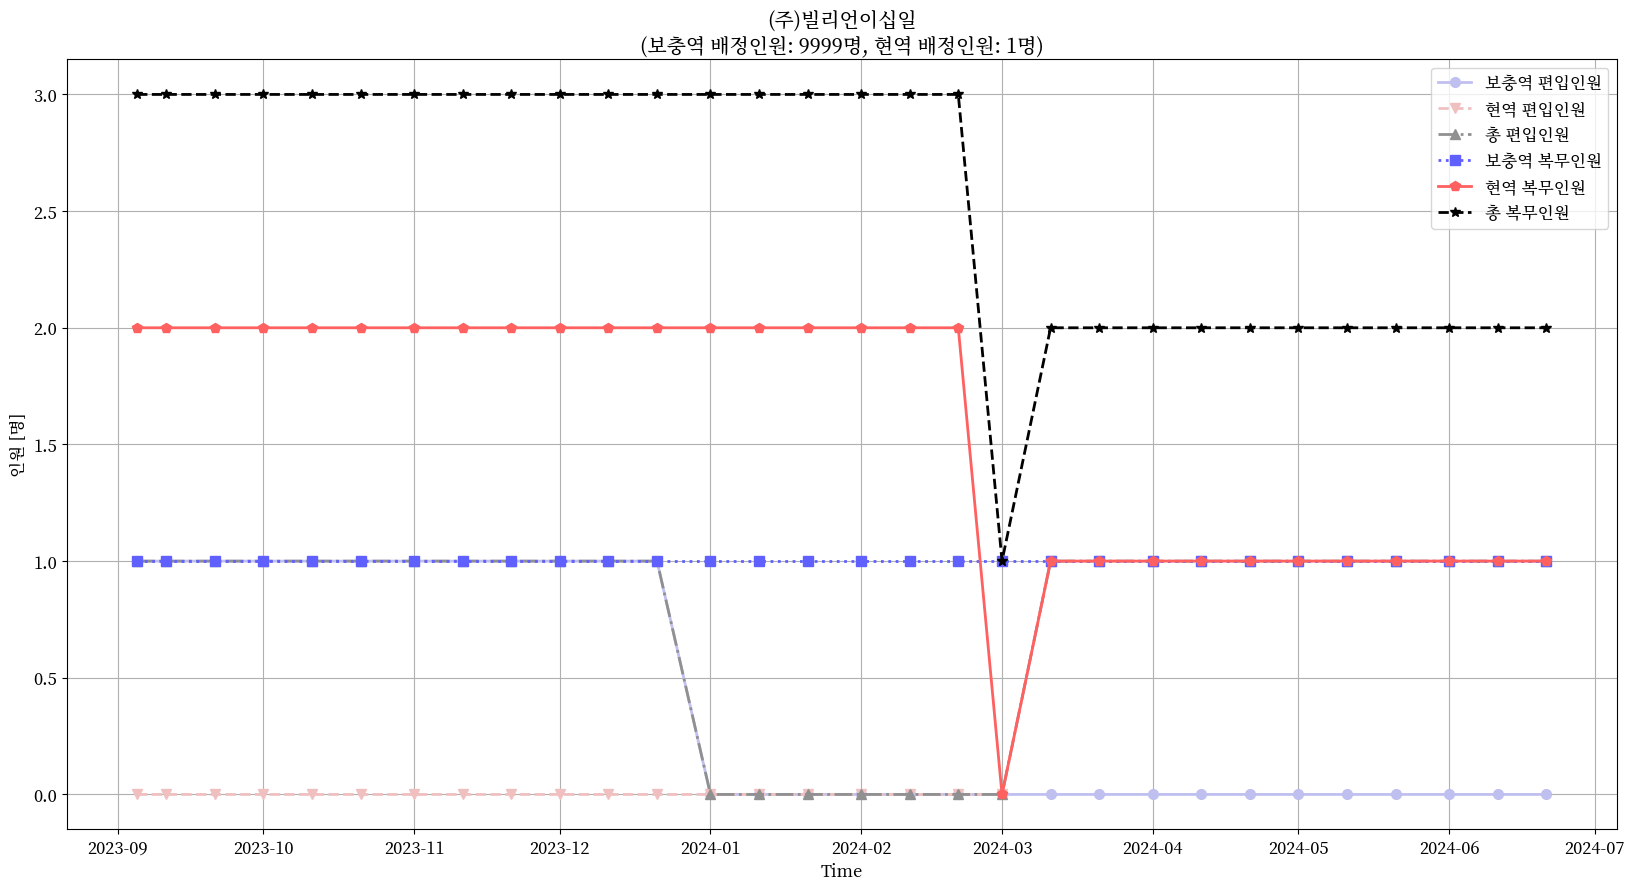 (주)빌리언이십일
(보충역 배정인원: 9999명, 현역 배정인원: 1명)
보충역 편입인원
현역 편입인원
총 편입인원
보충역 복무인원
현역 복무인원
총 복무인원
인원 [명]
3.0
2.5
2.0
1.5
1.0
0.5
0.0
2023-09 2023-10 2023-11 2023-12 2024-01 2024-02 2024-03 2024-04 2024-05 2024-06 2024-07
Time